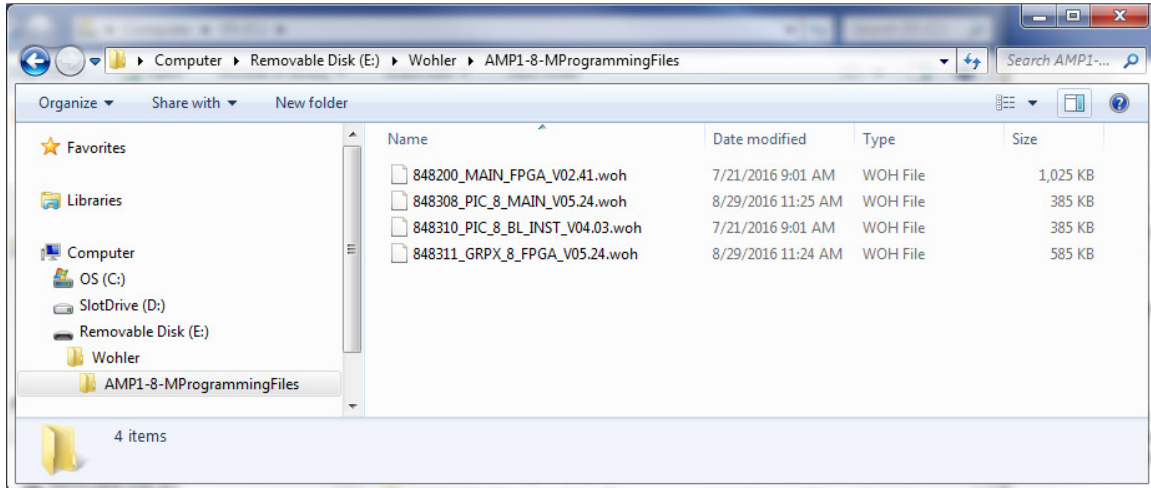 Computer ▸ Removable Disk (E:) ▸ Wohler ▸ AMP1-8-MProgrammingFiles
Search AMP1-...
Organize Share with New folder
Favorites
Libraries
Computer
OS (C:)
SlotDrive (D:)
Removable Disk (E:)
Wohler
AMP1-8-MProgrammingFiles
Name Date modified Type Size
848200_MAIN_FPGA_V02.41.woh 7/21/2016 9:01 AM WOH File 1,025 KB
848308_PIC_8_MAIN_V05.24.woh 8/29/2016 11:25 AM WOH File 385 KB
848310_PIC_8_BL_INST_V04.03.woh 7/21/2016 9:01 AM WOH File 385 KB
848311_GRPX_8_FPGA_V05.24.woh 8/29/2016 11:24 AM WOH File 585 KB
4 items